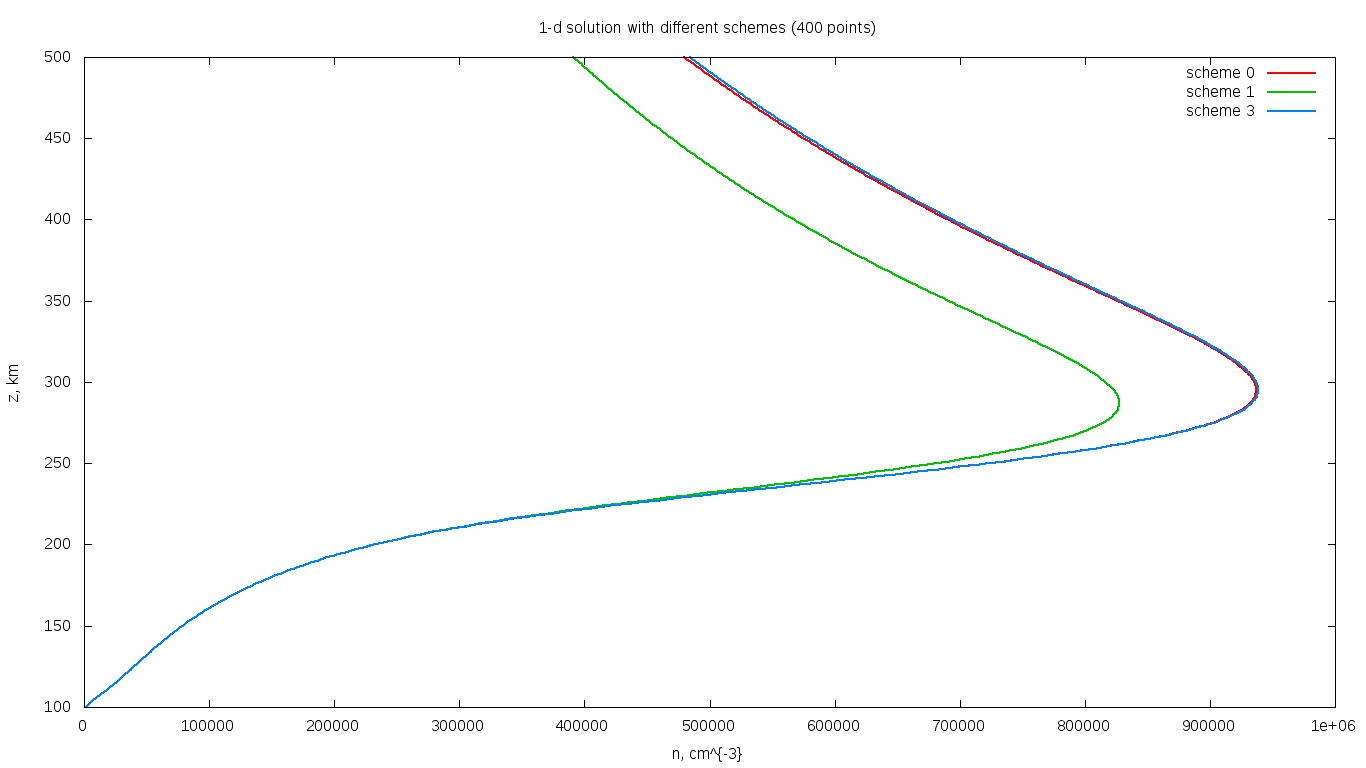 1-d solution with different schemes (400 points)
scheme 0
scheme 1
scheme 3
500
450
400
350
300
250
200
150
100
z, km
0 100000 200000 300000 400000 500000 600000 700000 800000 900000 1e+06
n, cm^{-3}